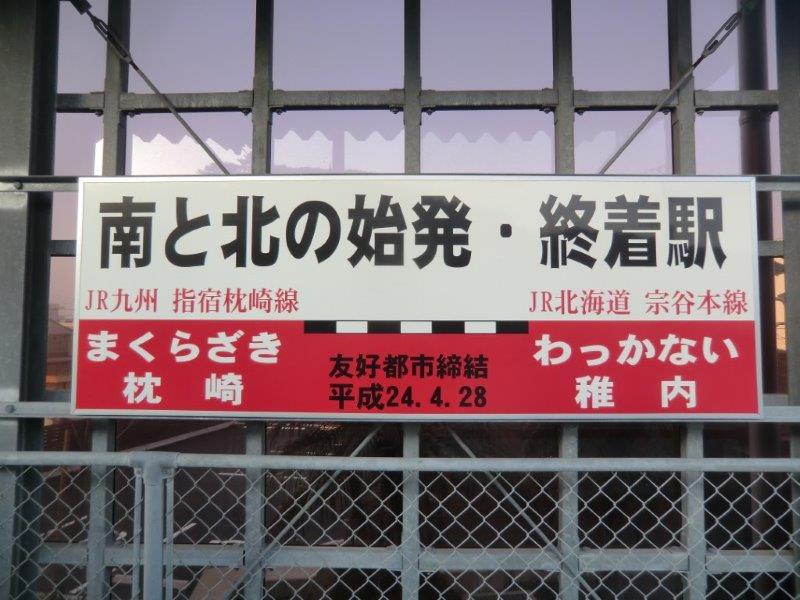 南と北の始発・終着駅
JR九州 指宿枕崎線
JR北海道 宗谷本線
まくらざき
枕崎
友好都市締結
平成24.4.28
わっかない
稚内